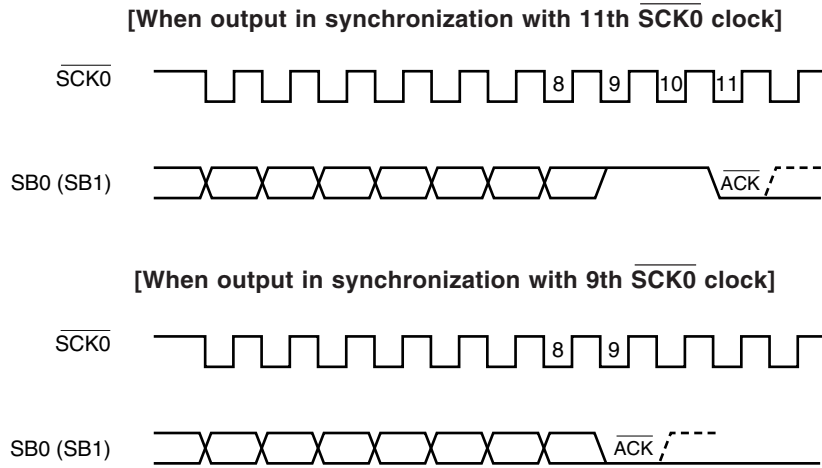 [When output in synchronization with 11th SCK0 clock]
SCK0
8 9 10 11
SB0 (SB1)
ACK
[When output in synchronization with 9th SCK0 clock]
SCK0
8 9
SB0 (SB1)
ACK